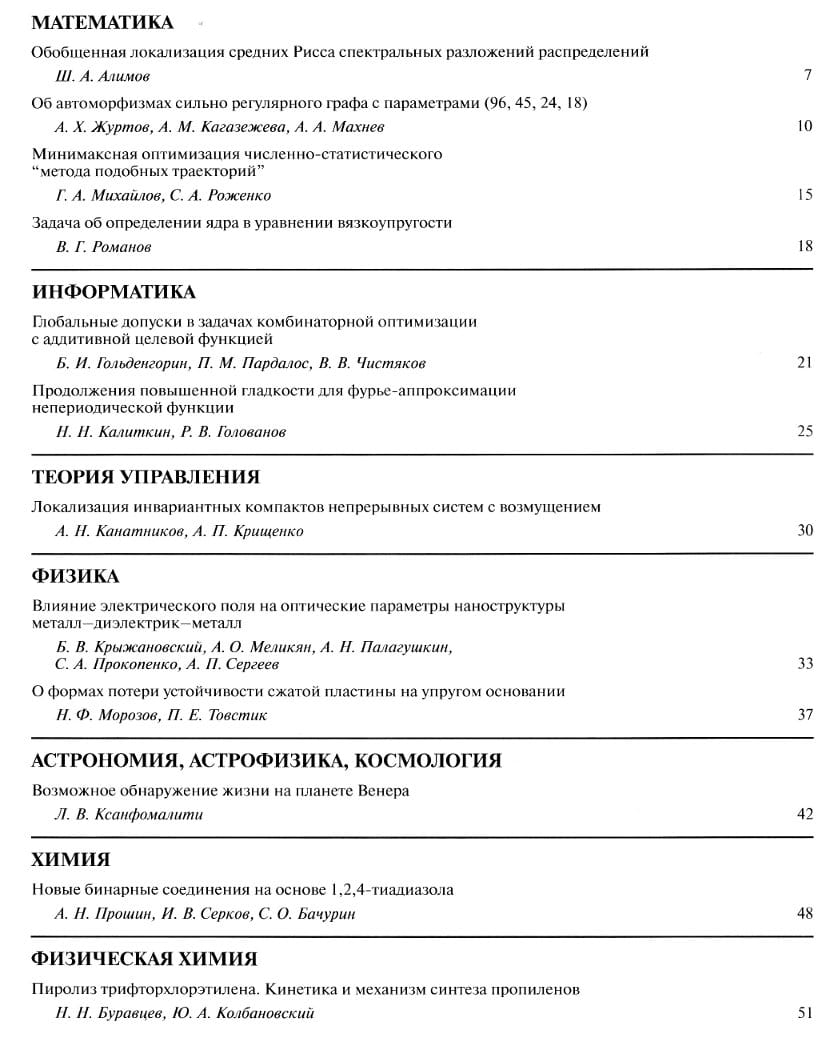 МАТЕМАТИКА
Обобщенная локализация средних Рисса спектральных разложений распределений
Ш. А. Алимов 7
Об автоморфизмах сильно регулярного графа с параметрами (96, 45, 24, 18)
А. Х. Журтов, А. М. Кагазежева, А. А. Махнев 10
Минимаксная оптимизация численно-статистического
“метода подобных траекторий”
Г. А. Михайлов, С. А. Роженко 15
Задача об определении ядра в уравнении вязкоупругости
В. Г. Романов 18
ИНФОРМАТИКА
Глобальные допуски в задачах комбинаторной оптимизации
с аддитивной целевой функцией
Б. И. Гольденгорин, П. М. Пардалос, В. В. Чистяков 21
Продолжения повышенной гладкости для фурье-аппроксимации
непериодической функции
Н. Н. Калиткин, Р. В. Голованов 25
ТЕОРИЯ УПРАВЛЕНИЯ
Локализация инвариантных компактов непрерывных систем с возмущением
А. Н. Канатников, А. П. Крищенко 30
ФИЗИКА
Влияние электрического поля на оптические параметры наноструктуры
металл–диэлектрик–металл
Б. В. Крыжановский, А. О. Меликян, А. Н. Палагушкин,
С. А. Прокопенко, А. П. Сергеев 33
О формах потери устойчивости сжатой пластины на упругом основании
Н. Ф. Морозов, П. Е. Товстик 37
АСТРОНОМИЯ, АСТРОФИЗИКА, КОСМОЛОГИЯ
Возможное обнаружение жизни на планете Венера
Л. В. Ксанфомалити 42
ХИМИЯ
Новые бинарные соединения на основе 1,2,4-тиадиазола
А. Н. Прошин, И. В. Серков, С. О. Бачурин 48
ФИЗИЧЕСКАЯ ХИМИЯ
Пиролиз трифторхлорэтилена. Кинетика и механизм синтеза пропиленов
Н. Н. Буравцев, Ю. А. Колбановский 51